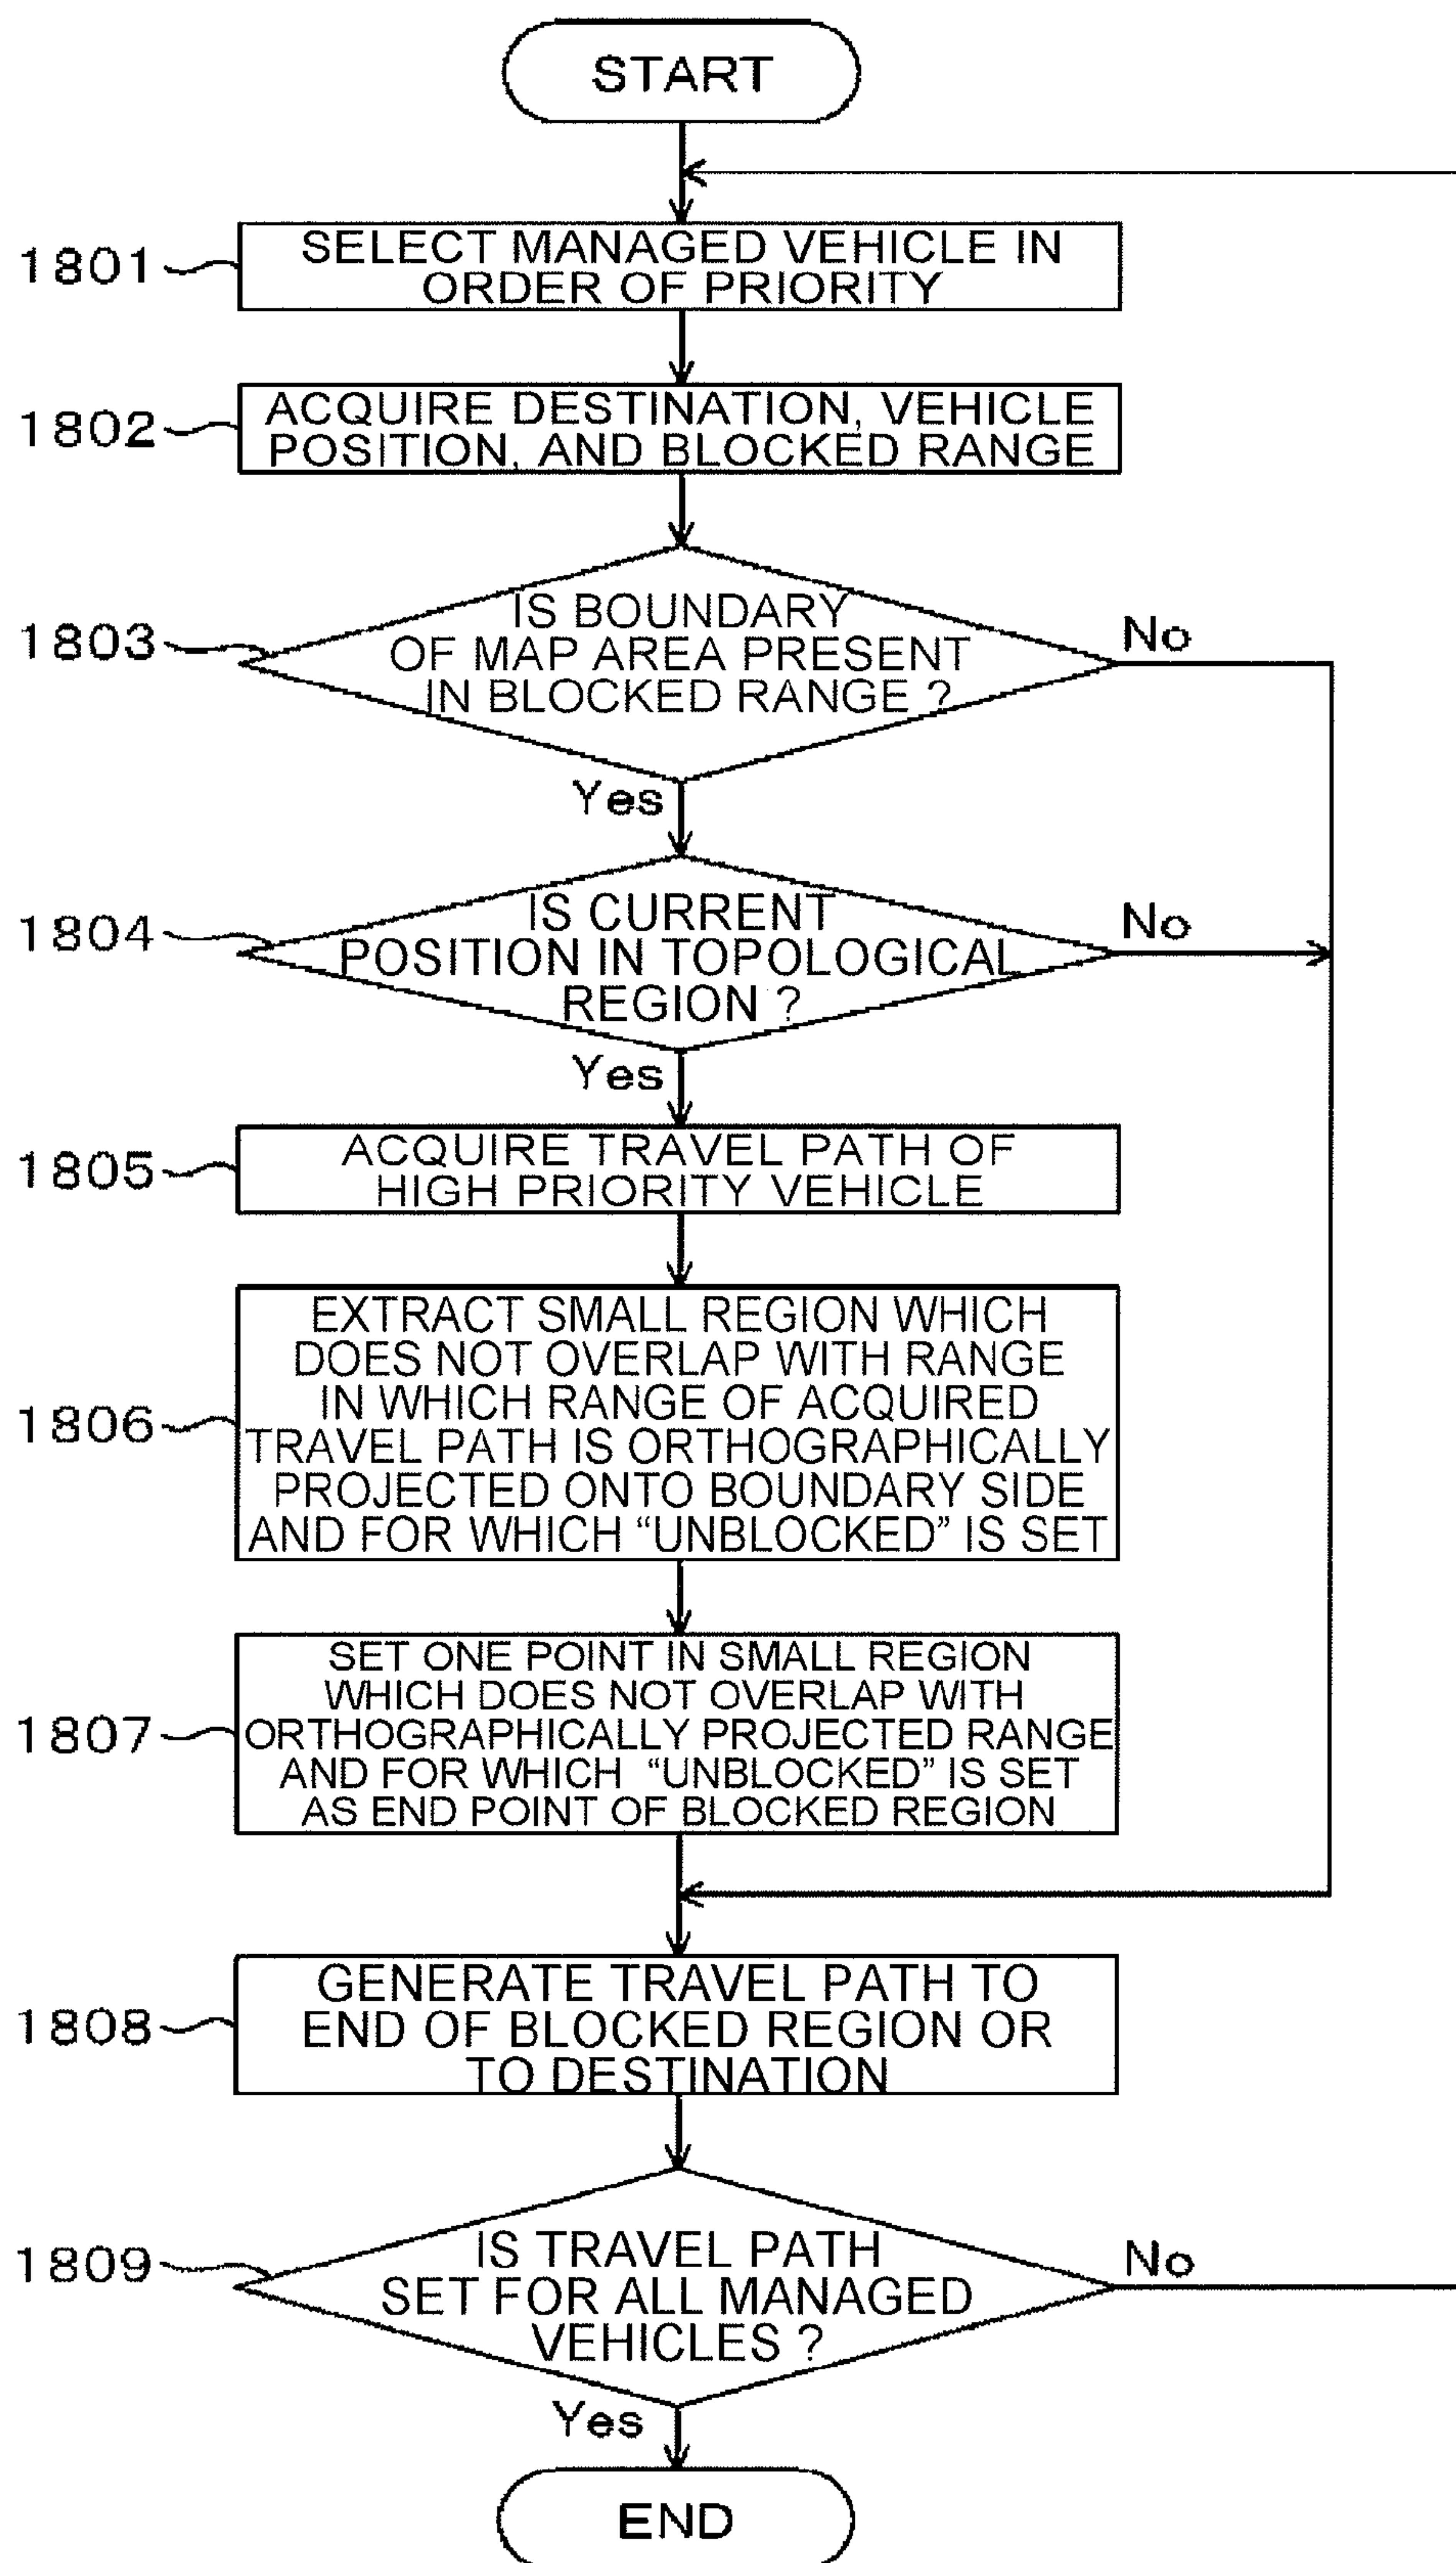 START
1801
SELECT MANAGED VEHICLE IN
ORDER OF PRIORITY
1802
ACQUIRE DESTINATION, VEHICLE
POSITION, AND BLOCKED RANGE
1803
IS BOUNDARY
OF MAP AREA PRESENT
IN BLOCKED RANGE ?
No
Yes
1804
IS CURRENT
POSITION IN TOPOLOGICAL
REGION ?
No
Yes
1805
ACQUIRE TRAVEL PATH OF
HIGH PRIORITY VEHICLE
1806
EXTRACT SMALL REGION WHICH
DOES NOT OVERLAP WITH RANGE
IN WHICH RANGE OF ACQUIRED
TRAVEL PATH IS ORTHOGRAPHICALLY
PROJECTED ONTO BOUNDARY SIDE
AND FOR WHICH “UNBLOCKED” IS SET
1807
SET ONE POINT IN SMALL REGION
WHICH DOES NOT OVERLAP WITH
ORTHOGRAPHICALLY PROJECTED RANGE
AND FOR WHICH “UNBLOCKED” IS SET
AS END POINT OF BLOCKED REGION
1808
GENERATE TRAVEL PATH TO
END OF BLOCKED REGION OR
TO DESTINATION
1809
IS TRAVEL PATH
SET FOR ALL MANAGED
VEHICLES ?
No
Yes
END